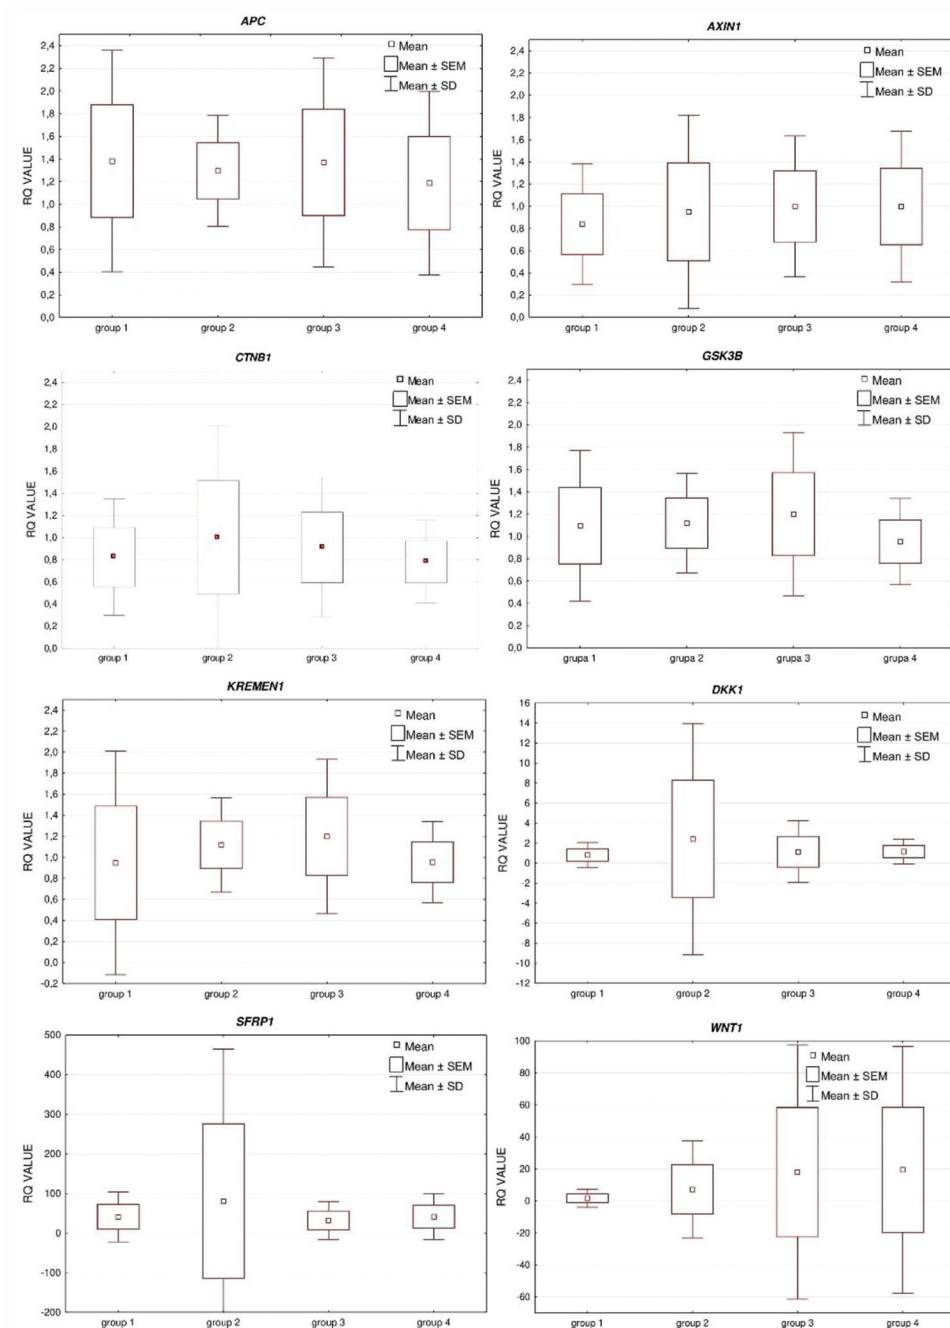 APC
Mean
Mean ± SEM
Mean ± SD
RQ VALUE
2,4
2,2
2,0
1,8
1,6
1,4
1,2
1,0
0,8
0,6
0,4
0,2
0,0
group 1 group 2 group 3 group 4
AXIN1
Mean
Mean ± SEM
Mean ± SD
RQ VALUE
2,4
2,2
2,0
1,8
1,6
1,4
1,2
1,0
0,8
0,6
0,4
0,2
0,0
group 1 group 2 group 3 group 4
CTNB1
Mean
Mean ± SEM
Mean ± SD
RQ VALUE
2,4
2,2
2,0
1,8
1,6
1,4
1,2
1,0
0,8
0,6
0,4
0,2
0,0
group 1 group 2 group 3 group 4
GSK3B
Mean
Mean ± SEM
Mean ± SD
RQ VALUE
2,4
2,2
2,0
1,8
1,6
1,4
1,2
1,0
0,8
0,6
0,4
0,2
0,0
grupa 1 grupa 2 grupa 3 grupa 4
KREMEN1
Mean
Mean ± SEM
Mean ± SD
RQ VALUE
2,4
2,2
2,0
1,8
1,6
1,4
1,2
1,0
0,8
0,6
0,4
0,2
0,0
-0,2
group 1 group 2 group 3 group 4
DKK1
Mean
Mean ± SEM
Mean ± SD
RQ VALUE
16
14
12
10
8
6
4
2
0
-2
-4
-6
-8
-10
-12
group 1 group 2 group 3 group 4
SFRP1
Mean
Mean ± SEM
Mean ± SD
RQ VALUE
500
400
300
200
100
0
-100
-200
group 1 group 2 group 3 group 4
WNT1
Mean
Mean ± SEM
Mean ± SD
RQ VALUE
100
80
60
40
20
0
-20
-40
-60
group 1 group 2 group 3 group 4